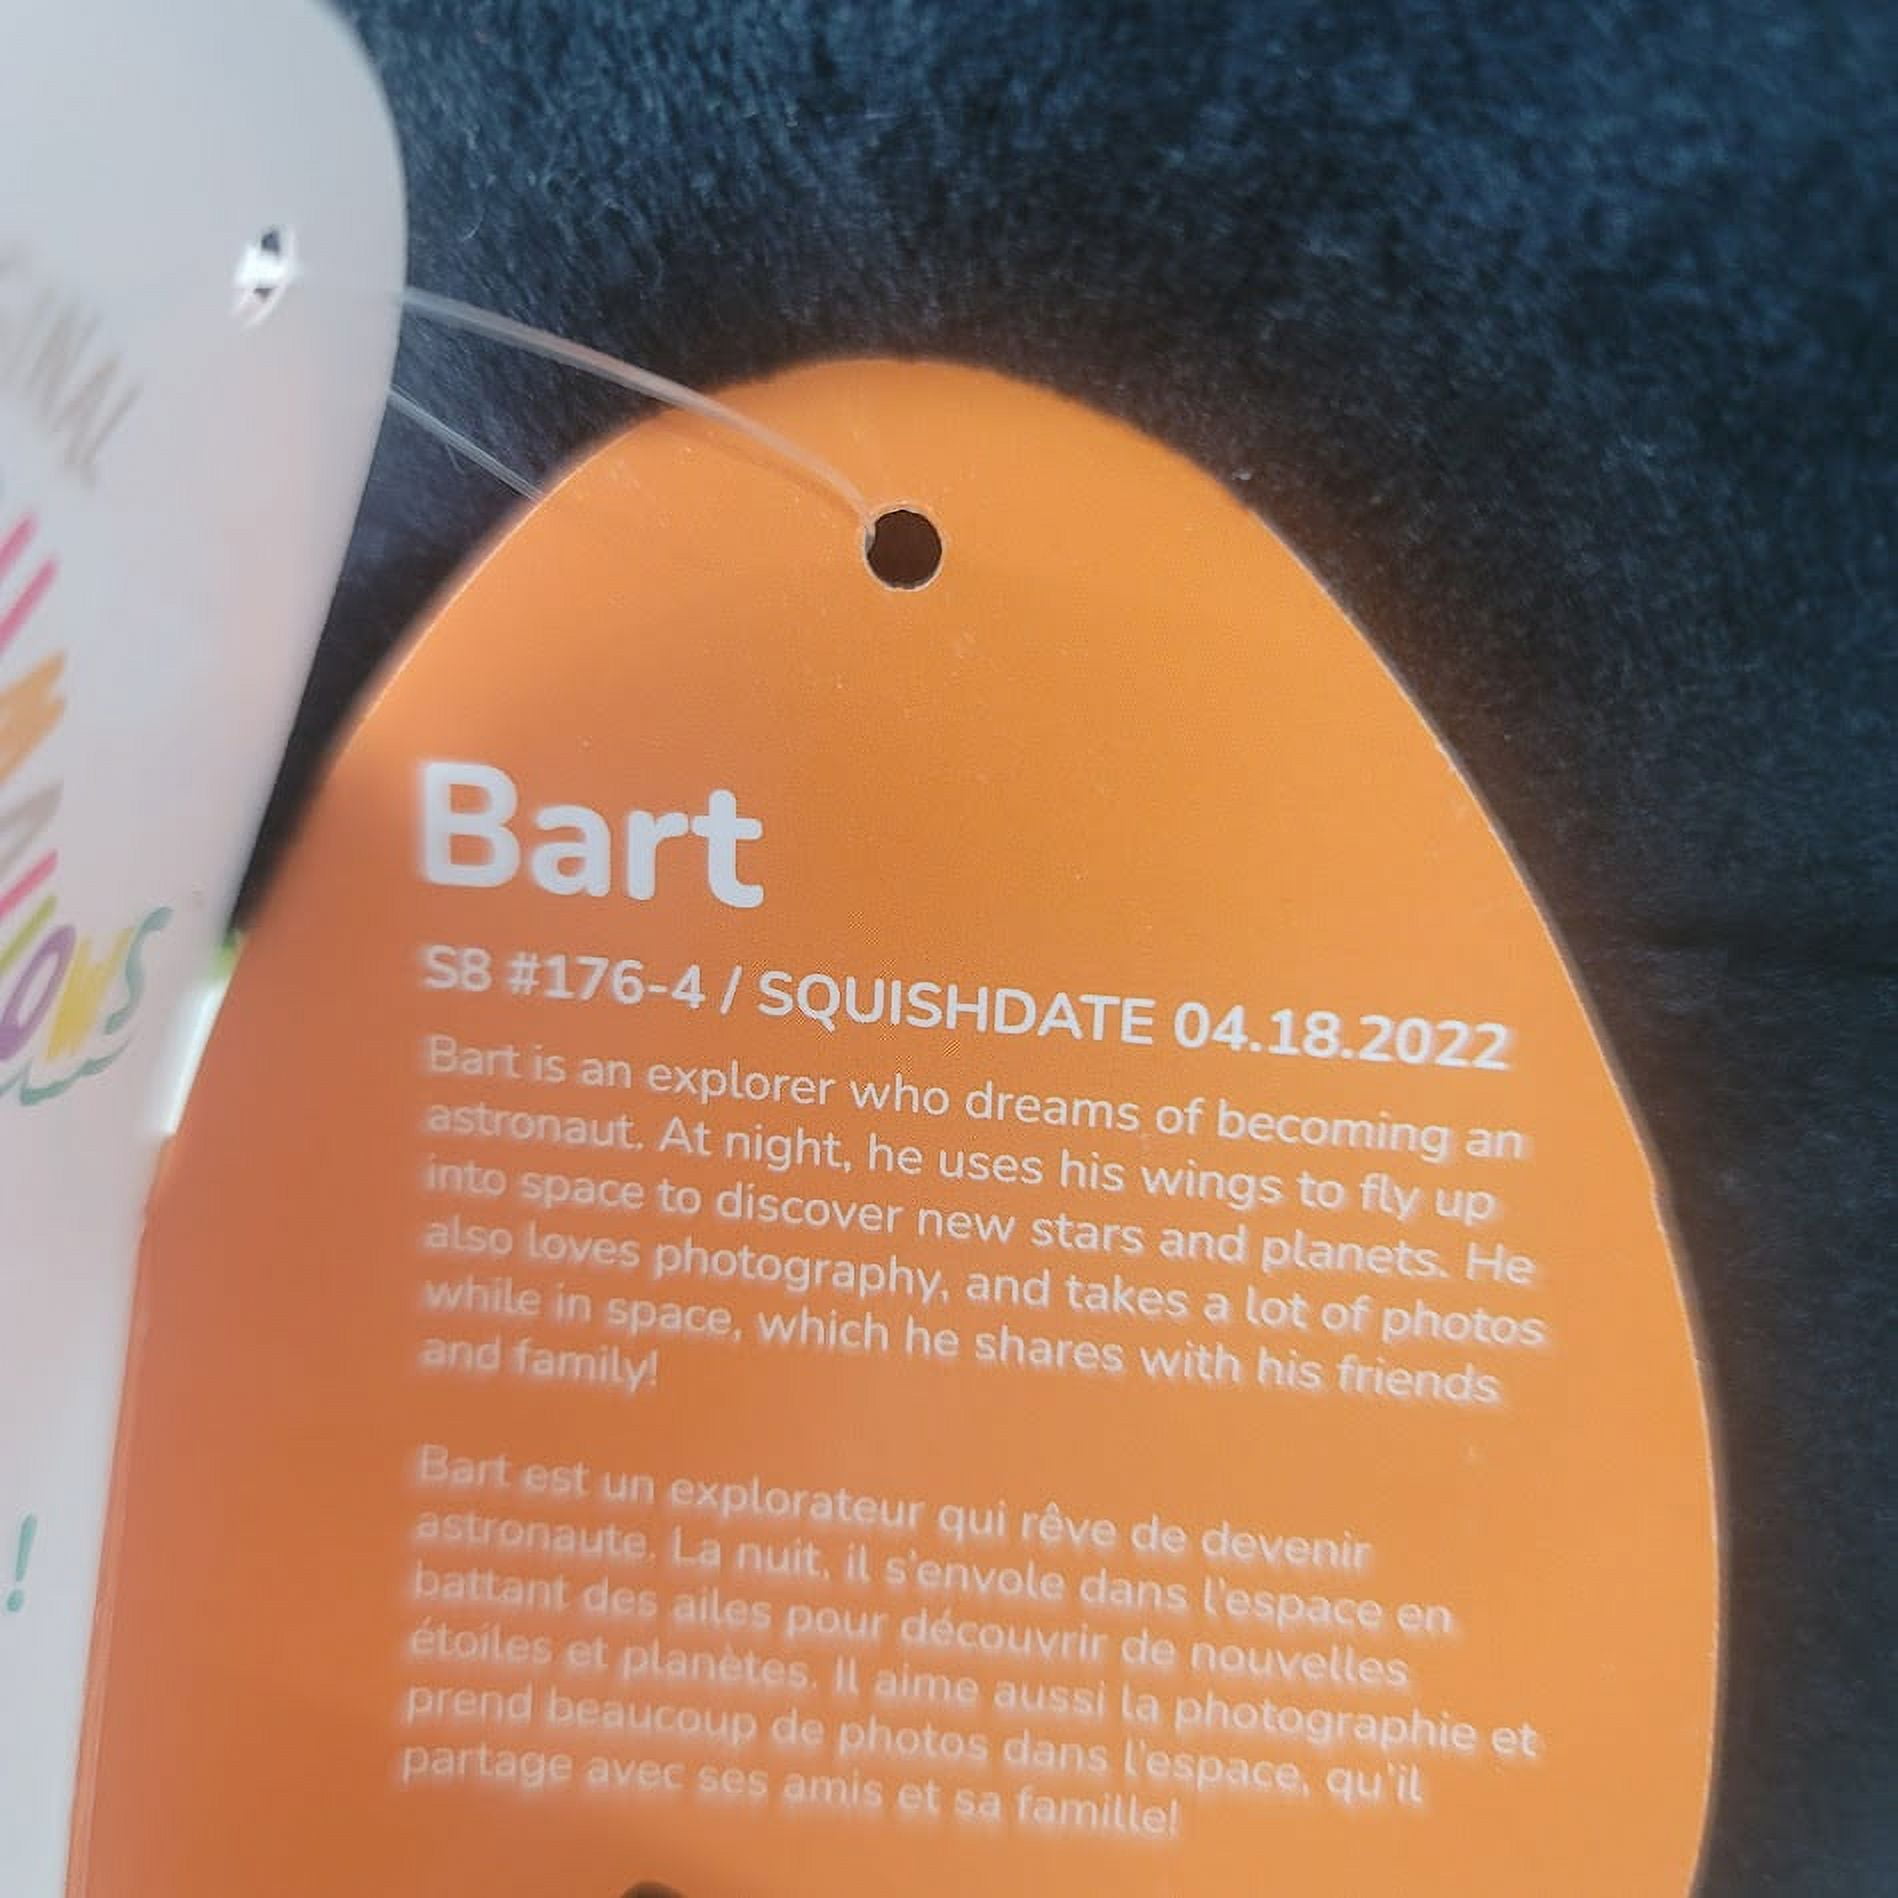 Bart
S8 #176-4 / SQUISHDATE 04.18.2022
Bart is an explorer who dreams of becoming an
astronaut. At night, he uses his wings to fly up
into space to discover new stars and planets. He
also loves photography, and takes a lot of photos
while in space, which he shares with his friends
and family!
Bart est un explorateur qui rêve de devenir
astronaute. La nuit, il s'envole dans l'espace en
battant des ailes pour découvrir de nouvelles
étoiles et planètes. Il aime aussi la photographie et
prend beaucoup de photos dans l'espace, qu'il
partage avec ses amis et sa famille!